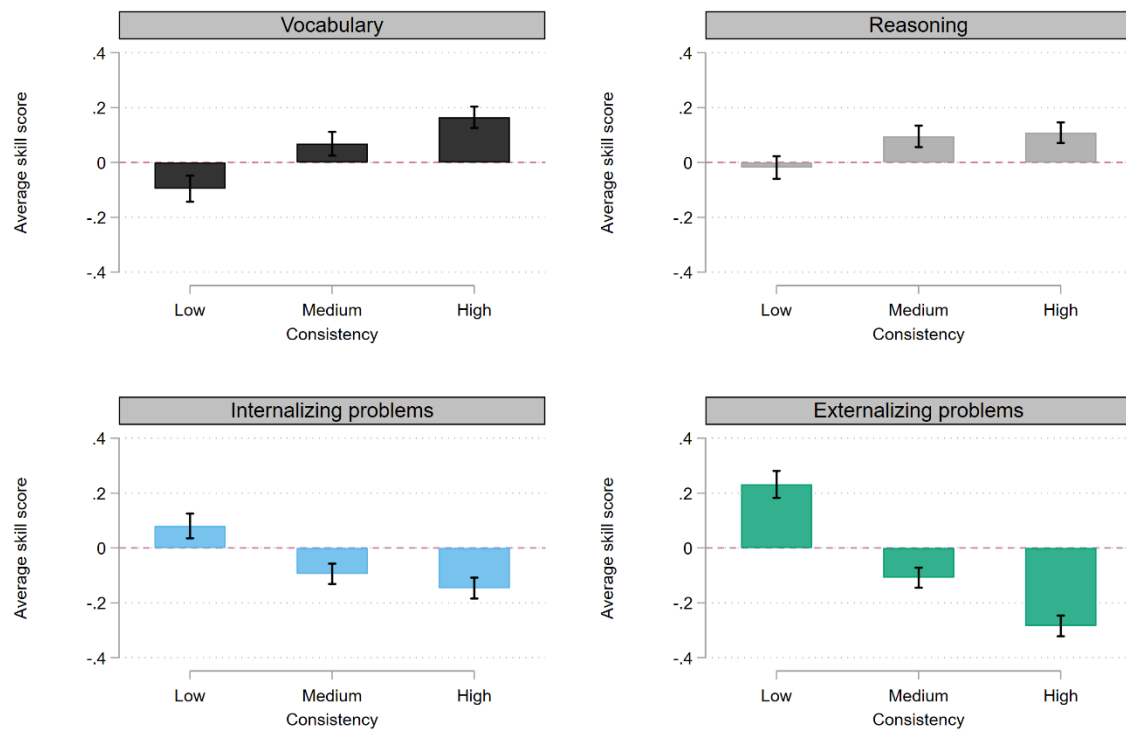 Vocabulary
Average skill score
.4
.2
0
-.2
-.4
Low Medium High
Consistency
Reasoning
Average skill score
.4
.2
0
-.2
-.4
Low Medium High
Consistency
Internalizing problems
Average skill score
.4
.2
0
-.2
-.4
Low Medium High
Consistency
Externalizing problems
Average skill score
.4
.2
0
-.2
-.4
Low Medium High
Consistency